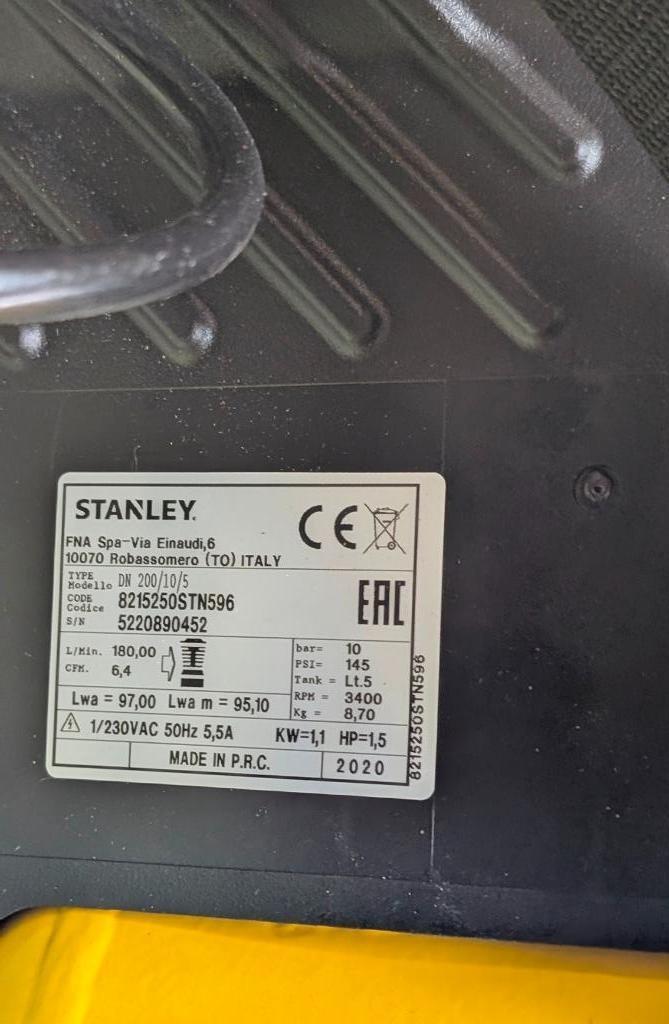 STANLEY.
CE
FNA Spa-Via Einaudi,6
10070 Robassomero (TO) ITALY
TYPE
Modello DN 200/10/5
CODE
Codice 8215250STN596
S/N 5220890452
EAC
L/Min. 180,00
CFM. 6,4
bar= 10
PSI= 145
Tank = Lt.5
RPM = 3400
Kg = 8,70
Lwa = 97,00 Lwa m = 95,10
1/230VAC 50Hz 5,5A KW=1,1 HP=1,5
MADE IN P.R.C. 2020
8215250STN596